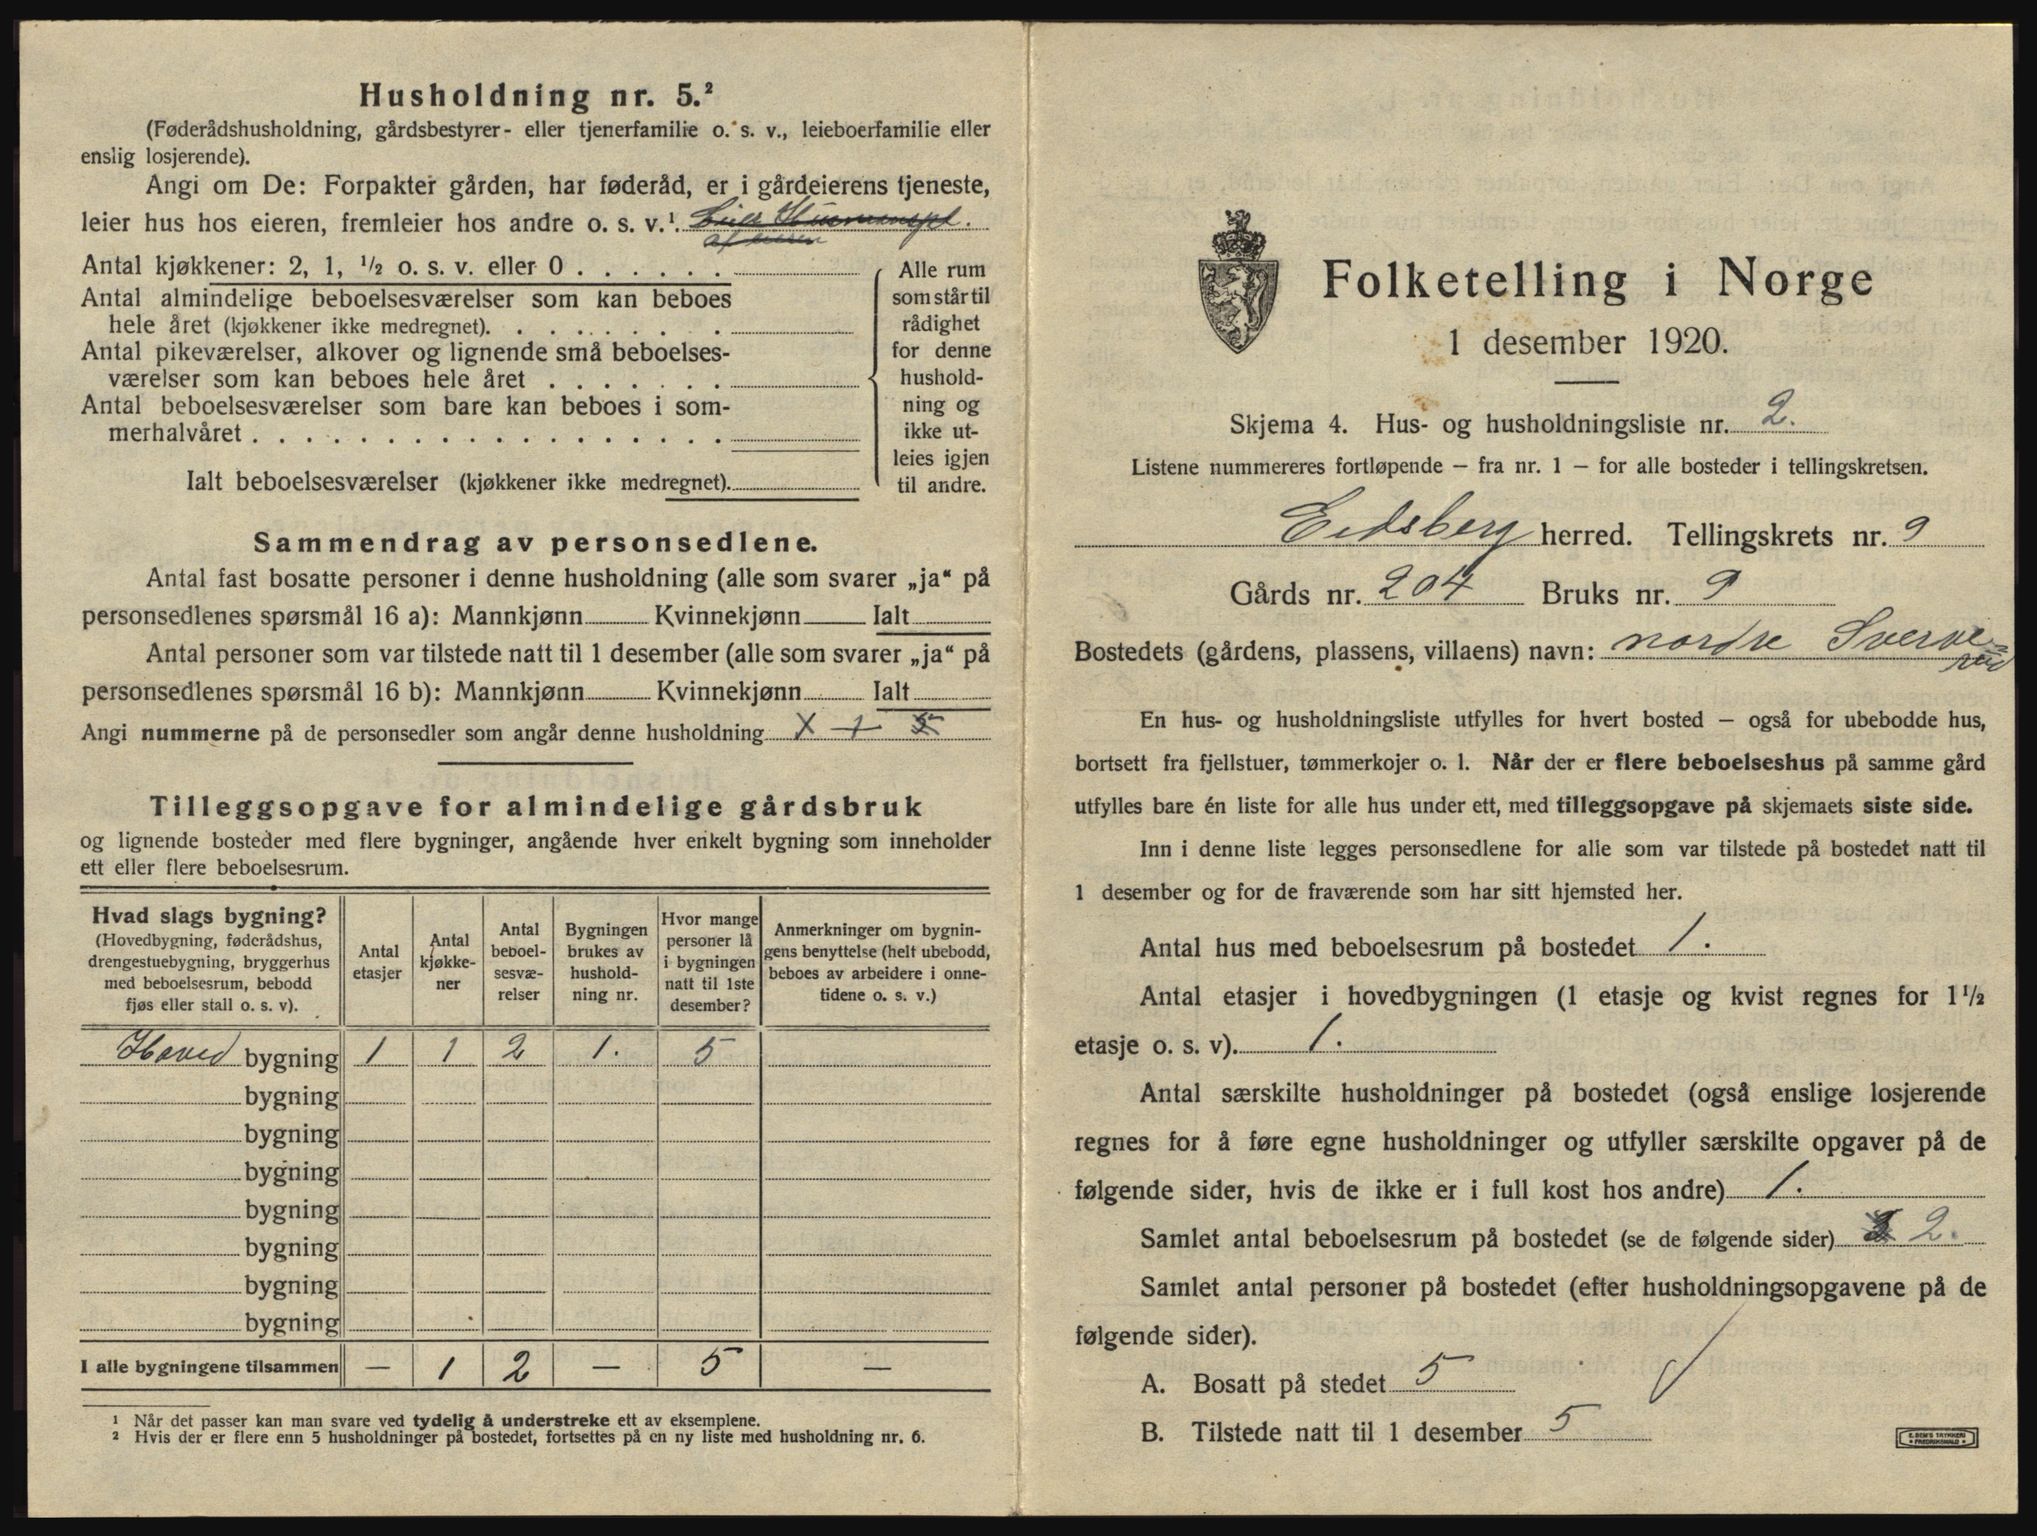 Husholdning nr. 5.²
(Føderådshusholdning, gårdsbestyrer- eller tjenerfamilie o. s. v., leieboerfamilie eller
enslig losjerende).
Angi om De: Forpakter gården, har føderåd, er i gårdeierens tjeneste,
leier hus hos eieren, fremleier hos andre o. s. v.¹.
Antal kjøkkener: 2, 1, ½ o. s. v. eller 0 . . . . . .
Antal almindelige beboelsesværelser som kan beboes
hele året (kjøkkener ikke medregnet). . . . . . . .
Antal pikeværelser, alkover og lignende små beboelses-
værelser som kan beboes hele året . . . . . . .
Antal beboelsesværelser som bare kan beboes i som-
merhalvåret . . . . . . . . . . . . . . . . . .
Ialt beboelsesværelser (kjøkkener ikke medregnet).
Alle rum
som står til
rådighet
for denne
hushold-
ning og
ikke ut-
leies igjen
til andre.
Sammendrag av personsedlene.
Antal fast bosatte personer i denne husholdning (alle som svarer „ja“ på
personsedlenes spørsmål 16 a): Mannkjønn Kvinnekjønn Ialt
Antal personer som var tilstede natt til 1 desember (alle som svarer „ja“ på
personsedlenes spørsmål 16 b): Mannkjønn Kvinnekjønn Ialt
Angi nummerne på de personsedler som angår denne husholdning X 1 5
Tilleggsopgave for almindelige gårdsbruk
og lignende bosteder med flere bygninger, angående hver enkelt bygning som inneholder
ett eller flere beboelsesrum.
Hvad slags bygning?
(Hovedbygning, føderådshus,
drengestuebygning, bryggerhus
med beboelsesrum, bebodd
fjøs eller stall o. s. v).
Antal
etasjer
Antal
kjøkke-
ner
Antal
beboel-
sesvæ-
relser
Bygningen
brukes av
hushold-
ning nr.
Hvor mange
personer lå
i bygningen
natt til 1ste
desember?
Anmerkninger om bygnin-
gens benyttelse (helt ubebodd,
beboes av arbeidere i onne-
tidene o. s. v.)
Hoved bygning 1 1 2 1. 5
bygning
bygning
bygning
bygning
bygning
bygning
bygning
I alle bygningene tilsammen — 1 2 — 5 —
¹ Når det passer kan man svare ved tydelig å understreke ett av eksemplene.
² Hvis der er flere enn 5 husholdninger på bostedet, fortsettes på en ny liste med husholdning nr. 6.
Folketelling i Norge
1 desember 1920.
Skjema 4. Hus- og husholdningsliste nr. 2.
Listene nummereres fortløpende — fra nr. 1 — for alle bosteder i tellingskretsen.
Eidsberg herred. Tellingskrets nr. 9
Gårds nr. 204 Bruks nr. 9
Bostedets (gårdens, plassens, villaens) navn: nordre Sverve=
rud
En hus- og husholdningsliste utfylles for hvert bosted — også for ubebodde hus,
bortsett fra fjellstuer, tømmerkojer o. l. Når der er flere beboelseshus på samme gård
utfylles bare én liste for alle hus under ett, med tilleggsopgave på skjemaets siste side.
Inn i denne liste legges personsedlene for alle som var tilstede på bostedet natt til
1 desember og for de fraværende som har sitt hjemsted her.
Antal hus med beboelsesrum på bostedet 1.
Antal etasjer i hovedbygningen (1 etasje og kvist regnes for 1½
etasje o. s. v). 1.
Antal særskilte husholdninger på bostedet (også enslige losjerende
regnes for å føre egne husholdninger og utfyller særskilte opgaver på de
følgende sider, hvis de ikke er i full kost hos andre) 1.
Samlet antal beboelsesrum på bostedet (se de følgende sider) 2.
Samlet antal personer på bostedet (efter husholdningsopgavene på de
følgende sider).
A. Bosatt på stedet 5
B. Tilstede natt til 1 desember 5